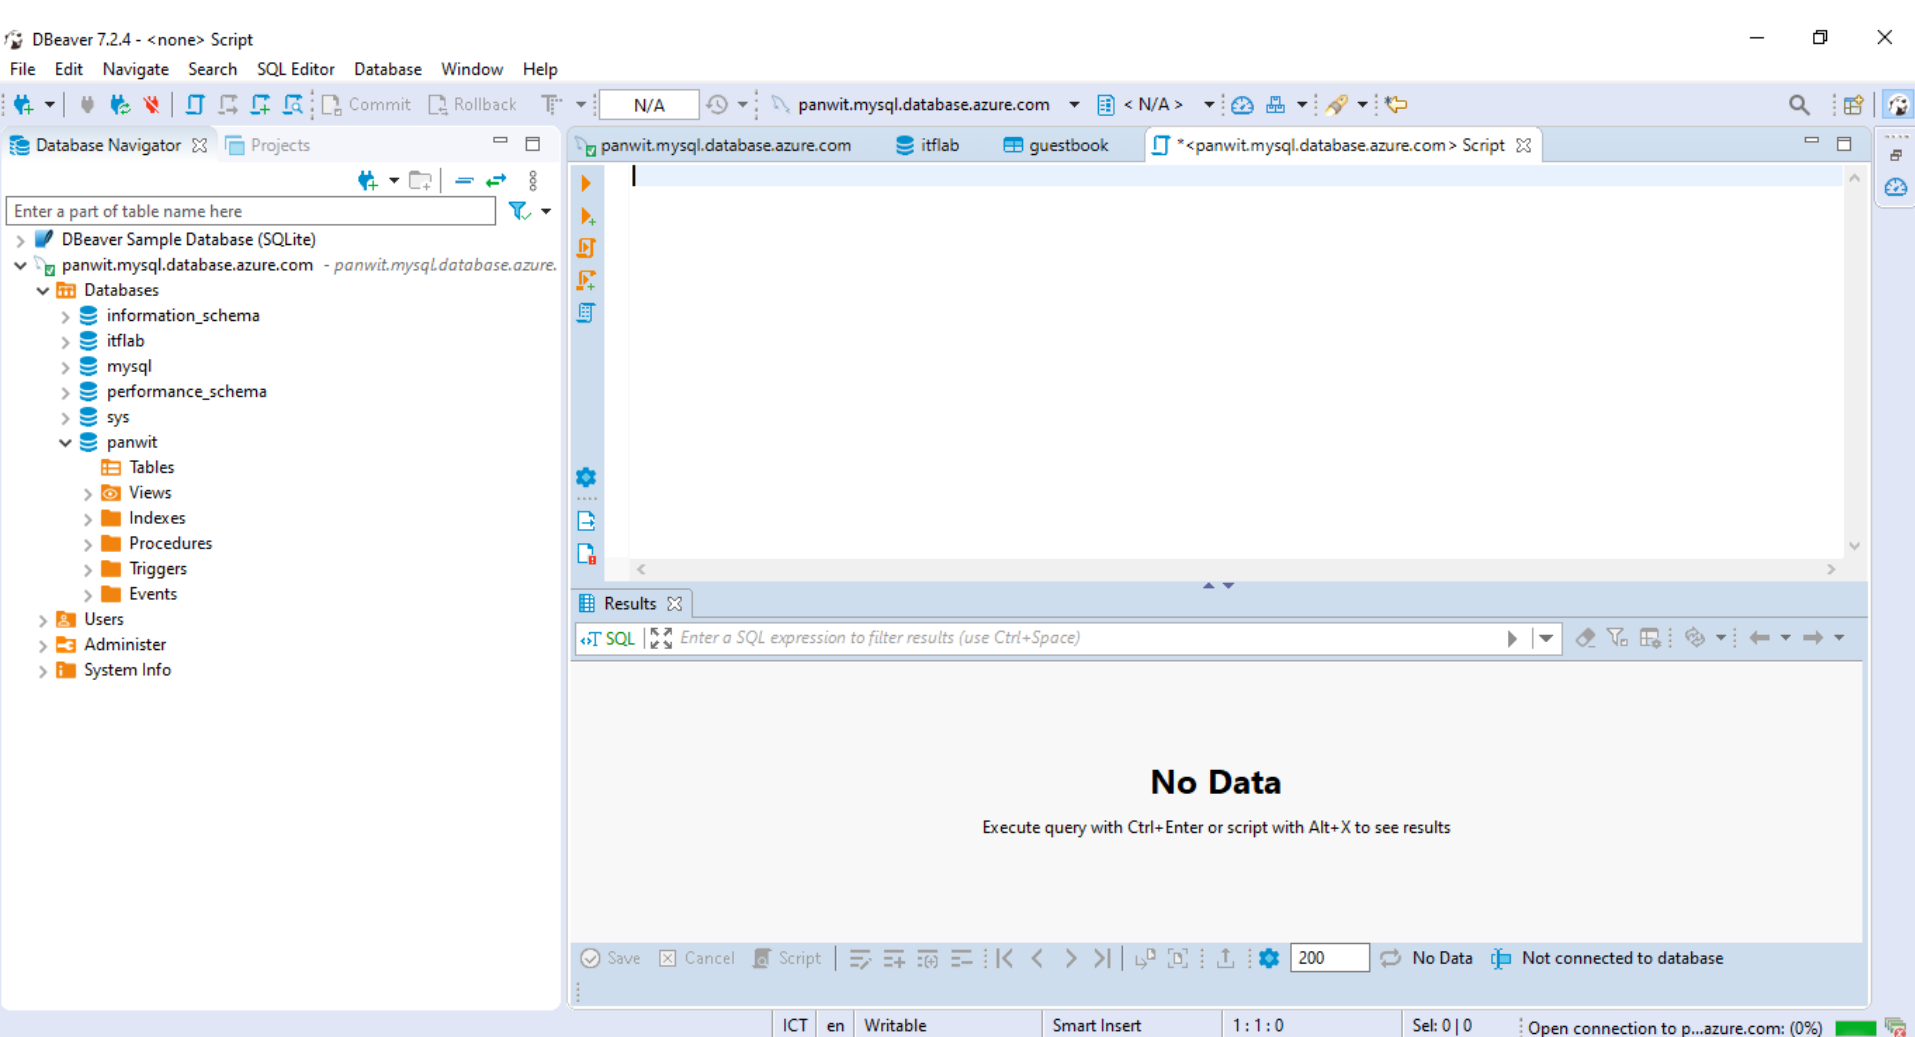 DBeaver 7.2.4 - <none> Script
File Edit Navigate Search SQL Editor Database Window Help
Commit Rollback N/A panwit.mysql.database.azure.com < N/A >
Database Navigator Projects
Enter a part of table name here
DBeaver Sample Database (SQLite)
panwit.mysql.database.azure.com - panwit.mysql.database.azure.
Databases
information_schema
itflab
mysql
performance_schema
sys
panwit
Tables
Views
Indexes
Procedures
Triggers
Events
Users
Administer
System Info
panwit.mysql.database.azure.com itflab guestbook *<panwit.mysql.database.azure.com> Script
Results
SQL Enter a SQL expression to filter results (use Ctrl+Space)
No Data
Execute query with Ctrl+Enter or script with Alt+X to see results
Save Cancel Script 200 No Data Not connected to database
ICT en Writable Smart Insert 1 : 1 : 0 Sel: 0 | 0 Open connection to p...azure.com: (0%)